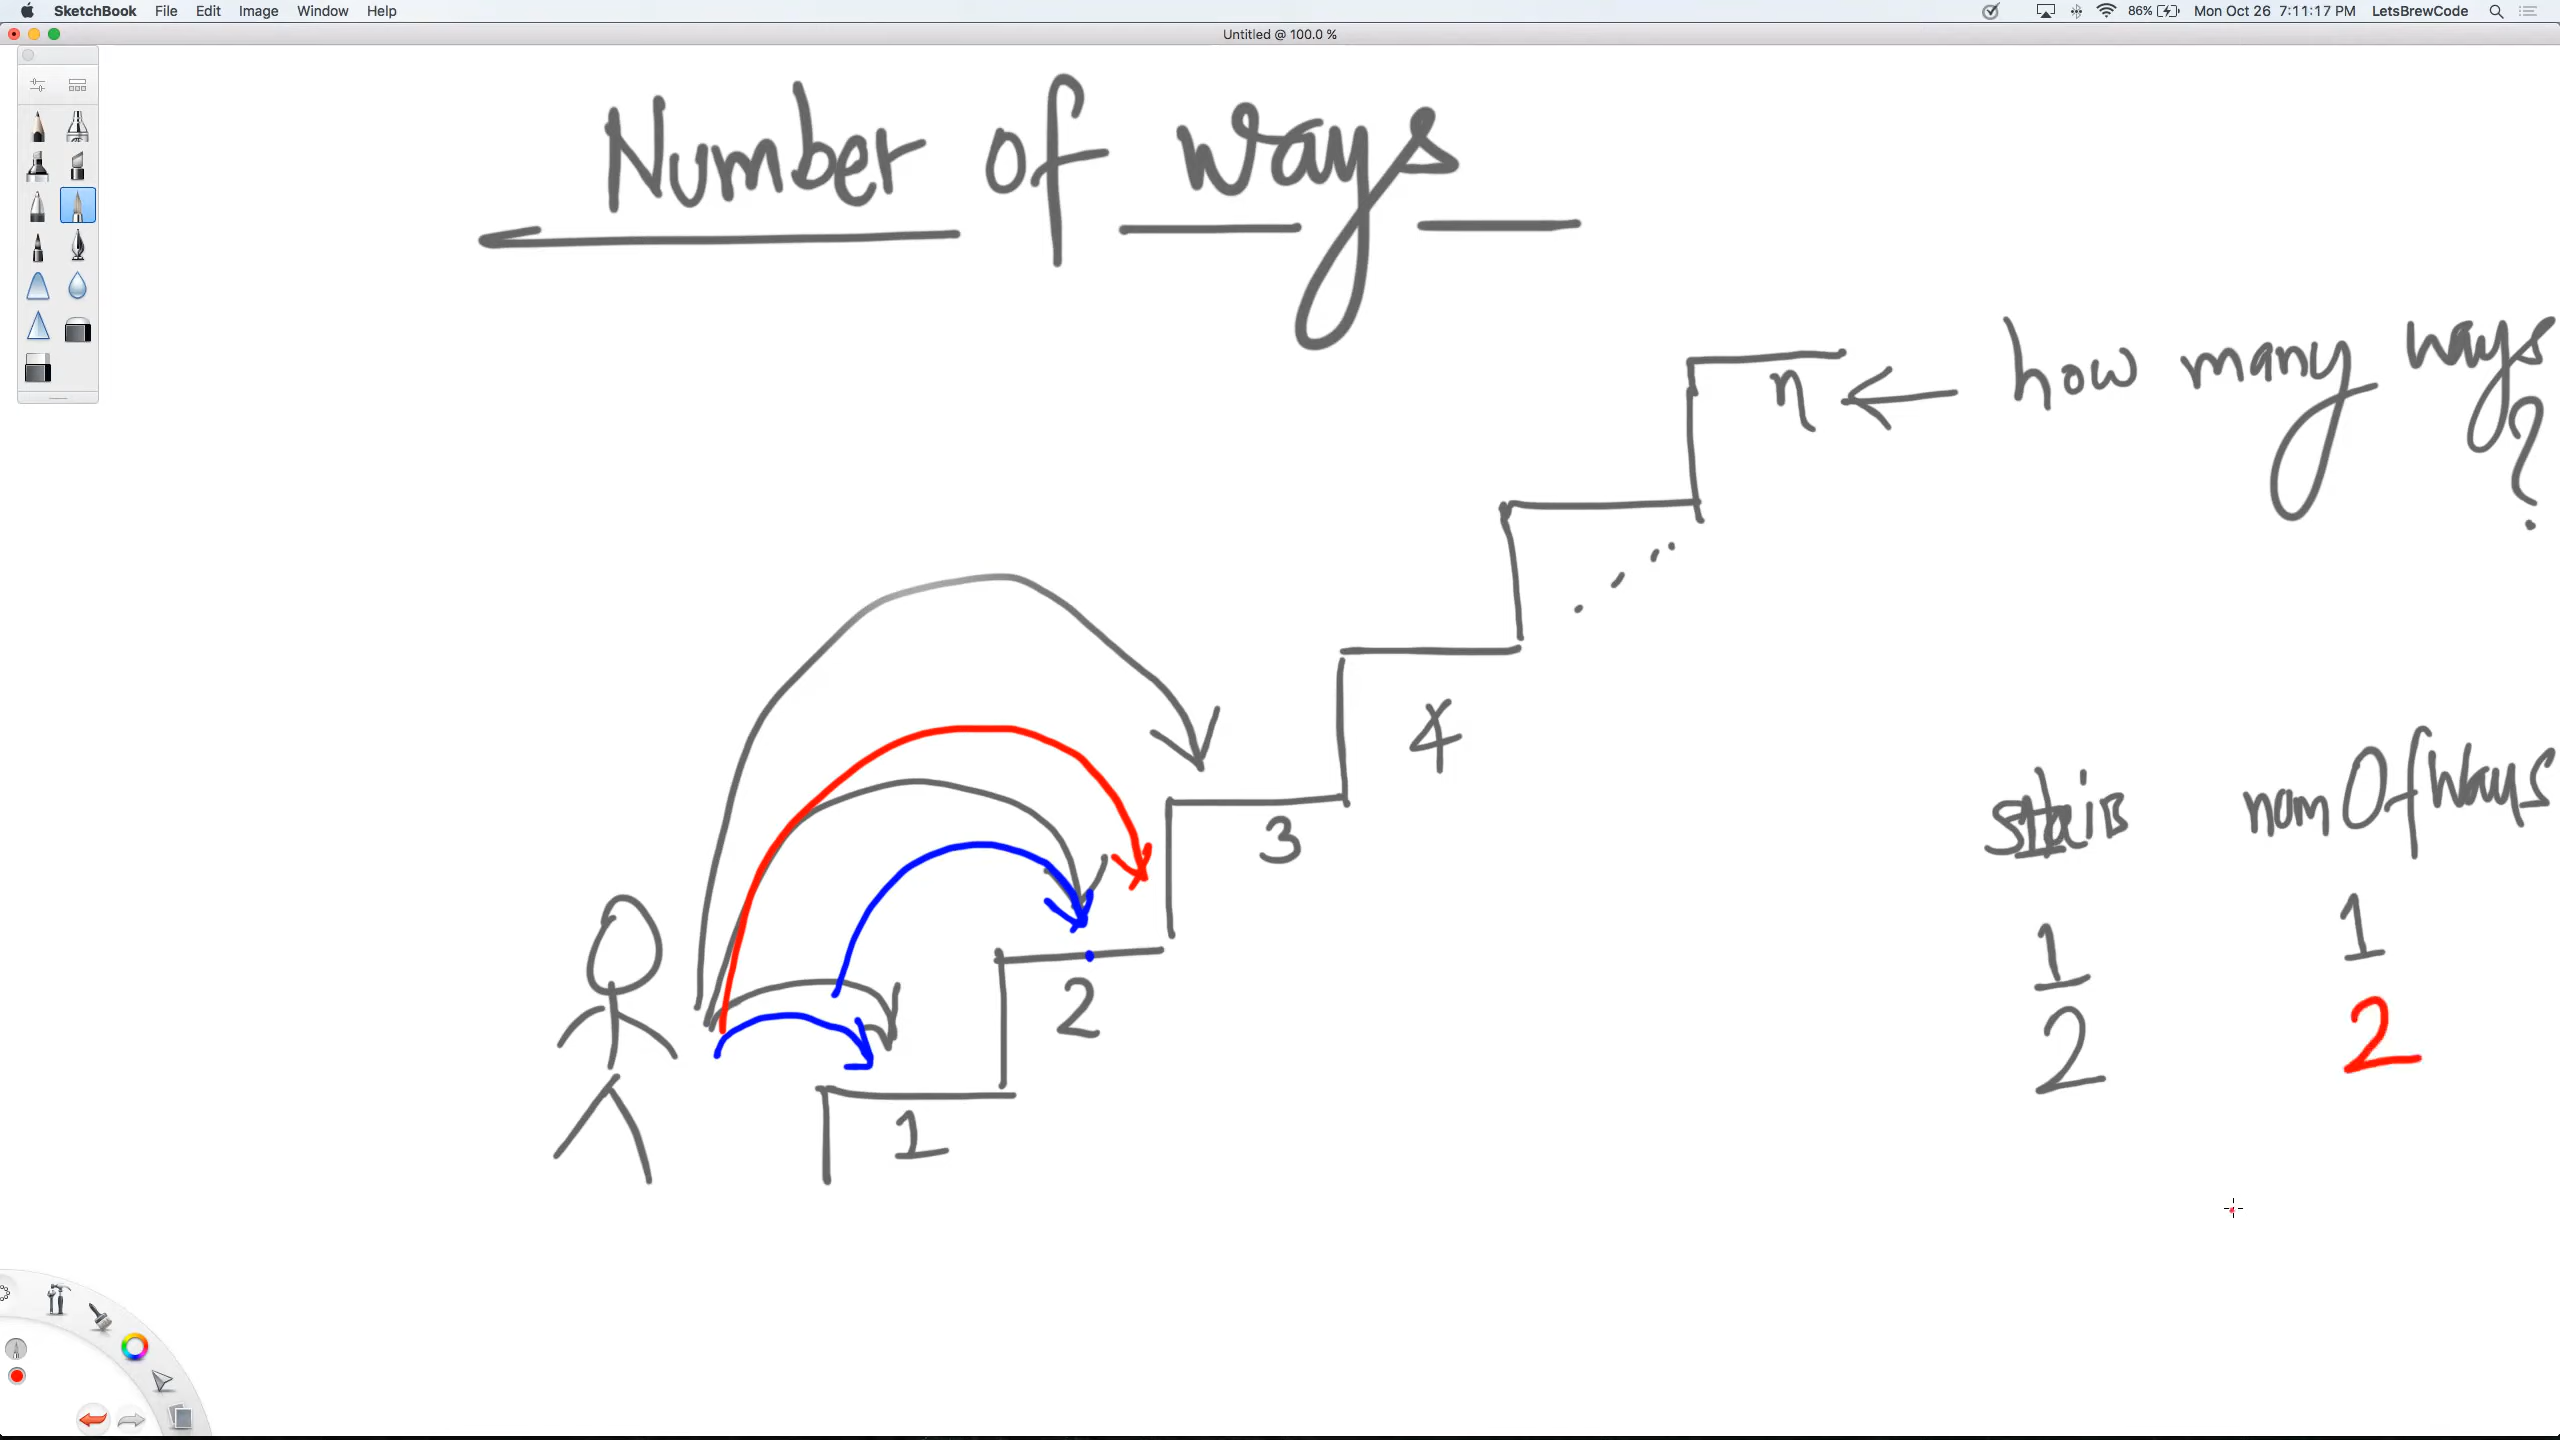 SketchBook File Edit Image Window Help 86% Mon Oct 26 7:11:17 PM LetsBrewCode
Untitled @ 100.0 %
Number of ways
n how many ways
?
4
3
2
1
stairs numOfWays
1 1
2 2